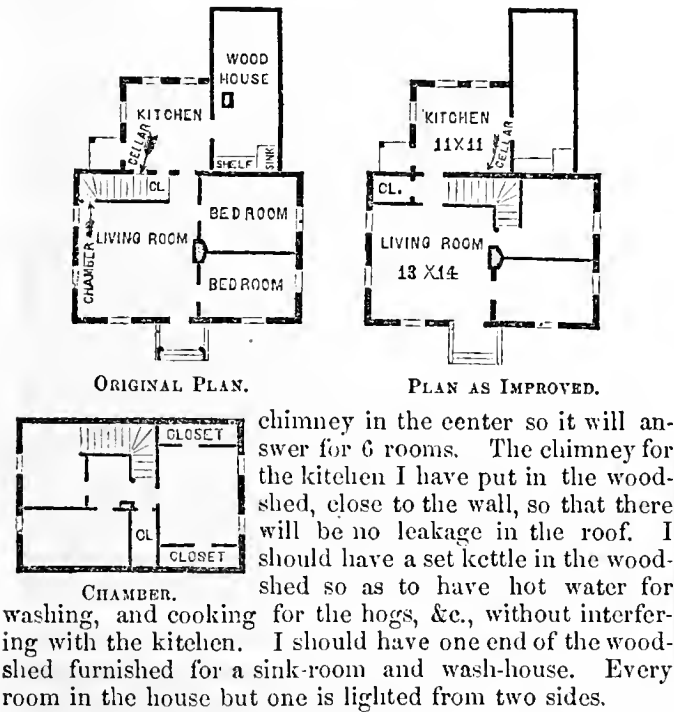 WOOD
HOUSE
KITCHEN
CELLAR
SHELF
SINK
CL.
BED ROOM
LIVING ROOM
CHAMBER
BED ROOM
ORIGINAL PLAN.
KITCHEN
11X11
CELLAR
CL.
LIVING ROOM
13 X14
PLAN AS IMPROVED.
CLOSET
CL
CLOSET
CHAMBER.
chimney in the center so it will an-
swer for 6 rooms. The chimney for
the kitchen I have put in the wood-
shed, close to the wall, so that there
will be no leakage in the roof. I
should have a set kettle in the wood-
shed so as to have hot water for
washing, and cooking for the hogs, &c., without interfer-
ing with the kitchen. I should have one end of the wood-
shed furnished for a sink-room and wash-house. Every
room in the house but one is lighted from two sides.